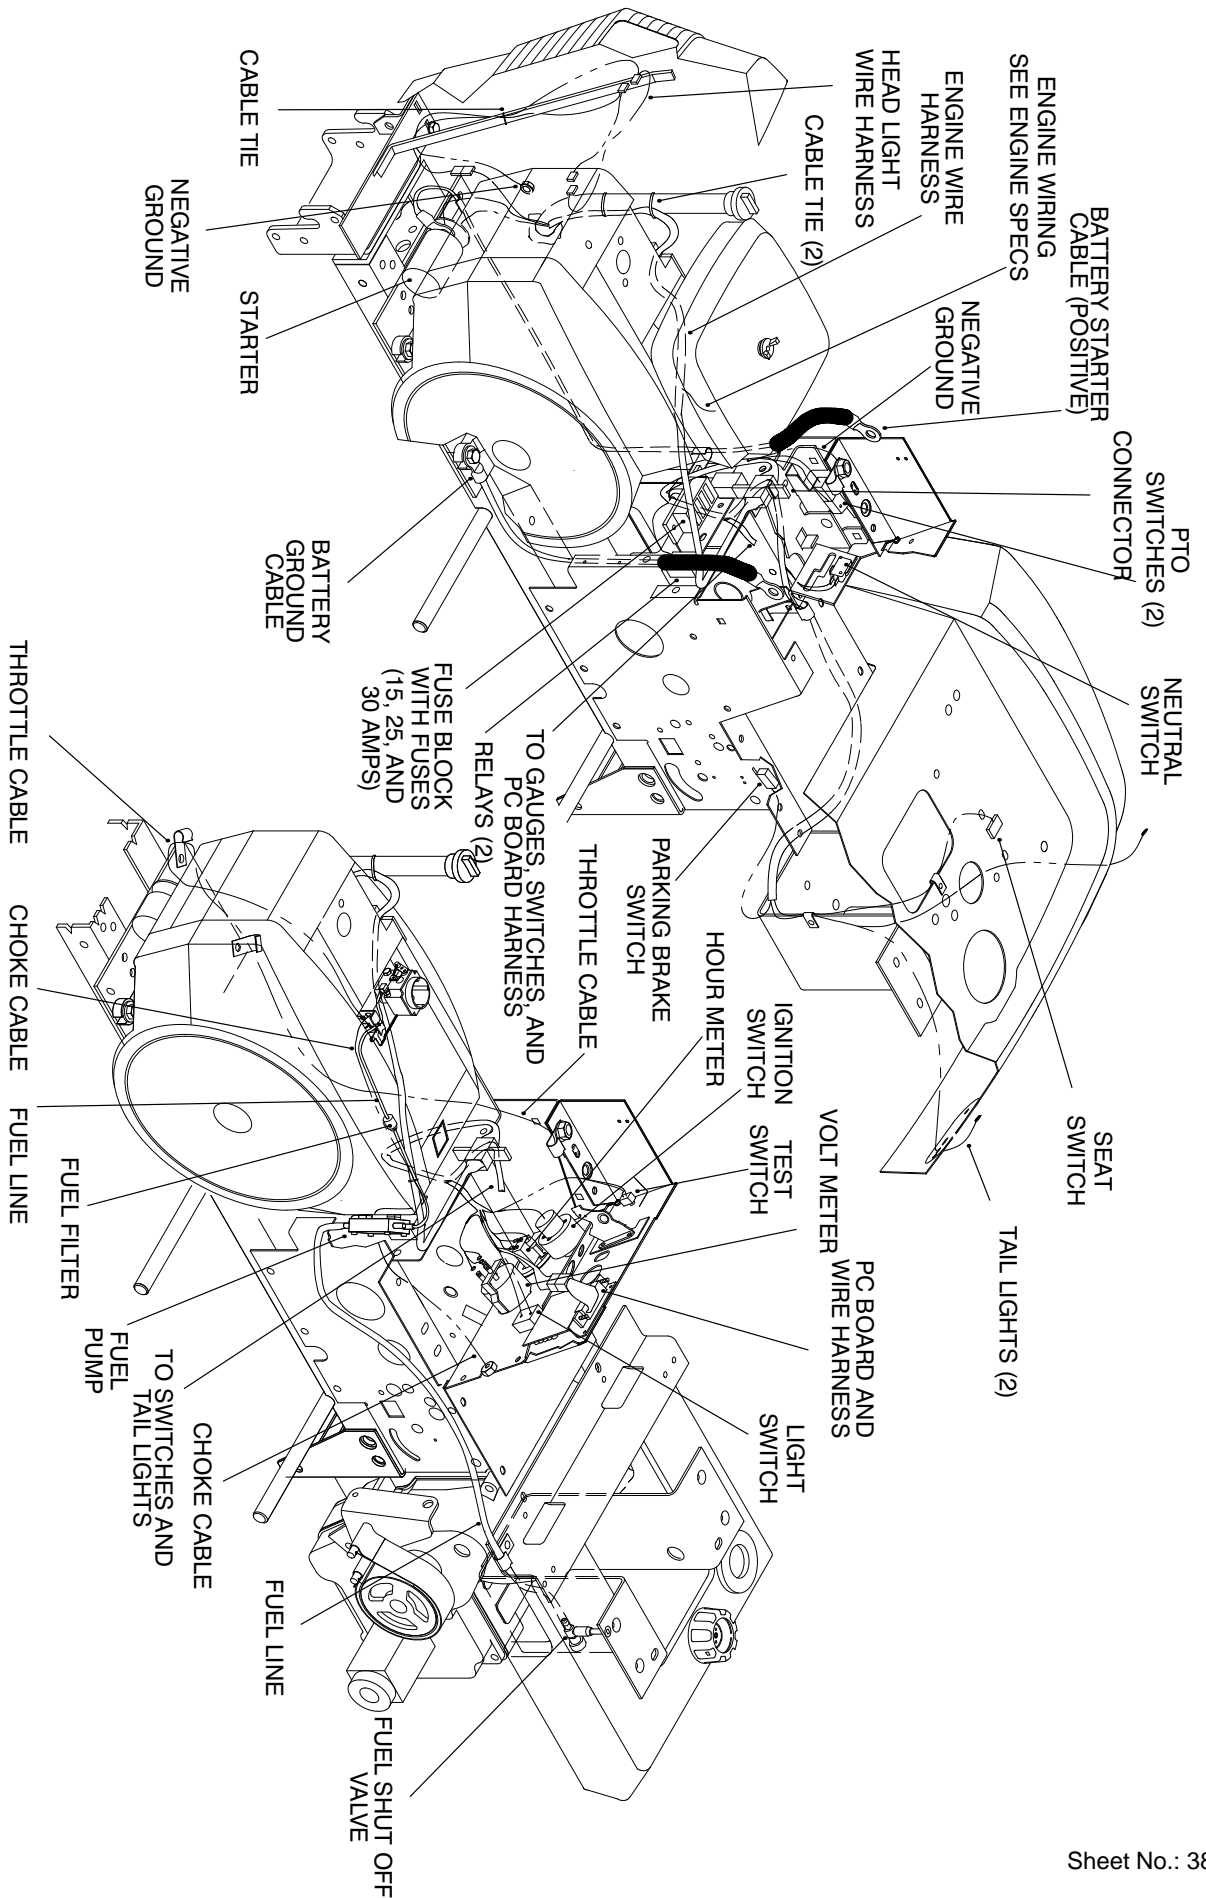 CABLE TIE
NEGATIVE
GROUND
STARTER
HEAD LIGHT
WIRE HARNESS
CABLE TIE (2)
ENGINE WIRE
HARNESS
ENGINE WIRING
SEE ENGINE SPECS
BATTERY STARTER
CABLE (POSITIVE)
NEGATIVE
GROUND
PTO
SWITCHES (2)
CONNECTOR
NEUTRAL
SWITCH
SEAT
SWITCH
TAIL LIGHTS (2)
BATTERY
GROUND
CABLE
FUSE BLOCK
WITH FUSES
(15, 25, AND
30 AMPS)
RELAYS (2)
TO GAUGES, SWITCHES, AND
PC BOARD HARNESS
PARKING BRAKE
SWITCH
THROTTLE CABLE
HOUR METER
IGNITION
SWITCH
TEST
SWITCH
VOLT METER
PC BOARD AND
WIRE HARNESS
LIGHT
SWITCH
THROTTLE CABLE
CHOKE CABLE
FUEL LINE
FUEL FILTER
FUEL
PUMP
TO SWITCHES AND
TAIL LIGHTS
CHOKE CABLE
FUEL LINE
FUEL SHUT OFF
VALVE
Sheet No.: 38